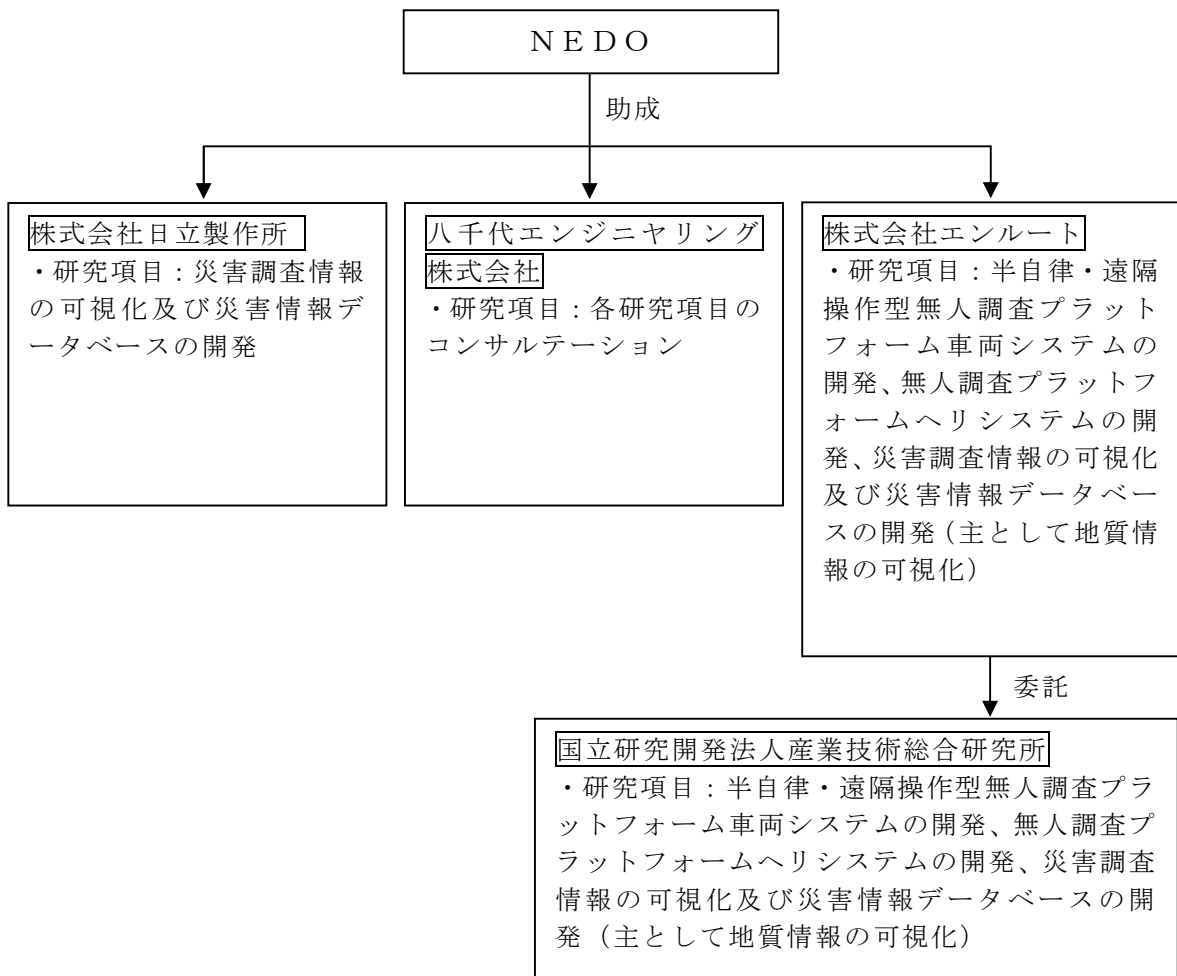 NEDO
助成
株式会社日立製作所
・研究項目：災害調査情報
の可視化及び災害情報デ
ータベースの開発
八千代エンジニヤリング
株式会社
・研究項目：各研究項目の
コンサルテーション
株式会社エンルート
・研究項目：半自律・遠隔
操作型無人調査プラット
フォーム車両システムの
開発、無人調査プラットフ
ォームヘリシステムの開
発、災害調査情報の可視化
及び災害情報データベー
スの開発（主として地質情
報の可視化）
委託
国立研究開発法人産業技術総合研究所
・研究項目：半自律・遠隔操作型無人調査プラ
ットフォーム車両システムの開発、無人調査プ
ラットフォームヘリシステムの開発、災害調査
情報の可視化及び災害情報データベースの開
発（主として地質情報の可視化）